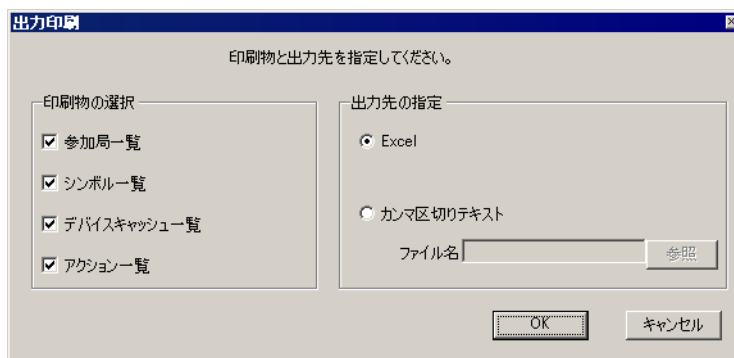 出力印刷
印刷物と出力先を指定してください。
印刷物の選択
参加局一覧
シンボル一覧
デバイスキャッシュ一覧
アクション一覧
出力先の指定
Excel
カンマ区切りテキスト
ファイル名
参照
OK
キャンセル